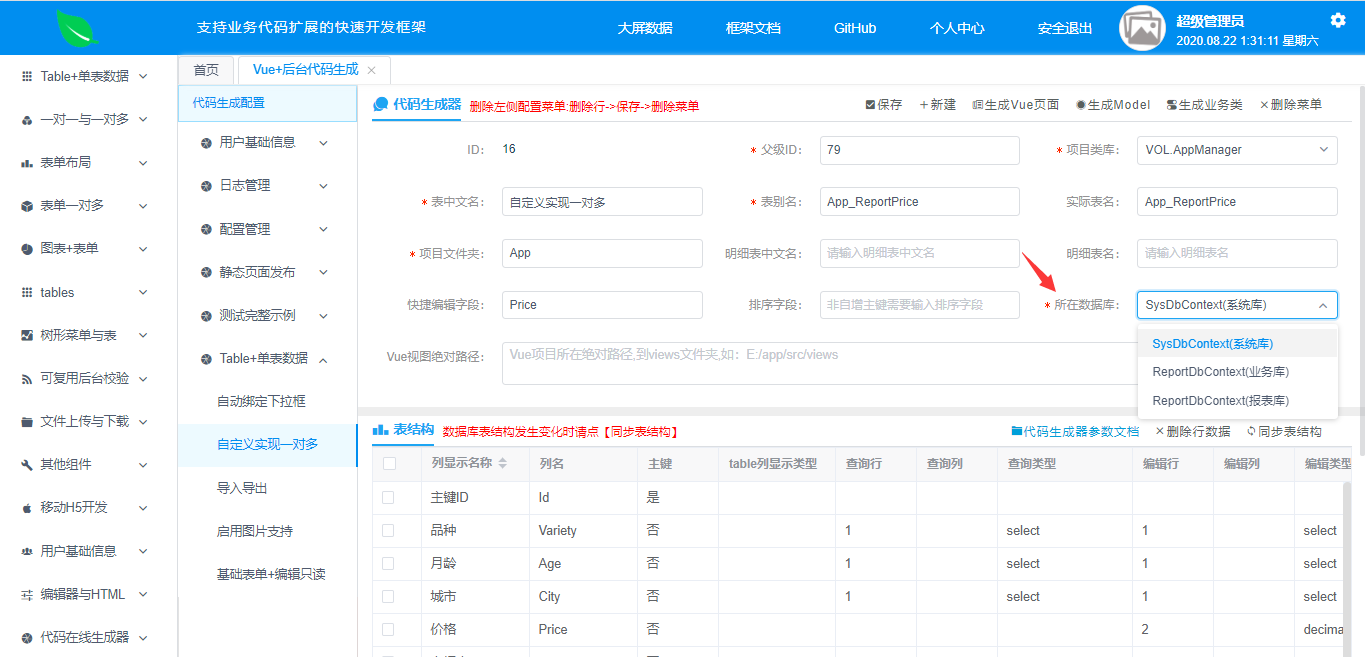 支持业务代码扩展的快速开发框架
大屏数据
框架文档
GitHub
个人中心
安全退出
超级管理员
2020.08.22 1:31:11 星期六
Table+单表数据
一对一与一对多
表单布局
表单一对多
图表+表单
tables
树形菜单与表
可复用后台校验
文件上传与下载
其他组件
移动H5开发
用户基础信息
编辑器与HTML
代码在线生成器
首页
Vue+后台代码生成 ×
代码生成配置
用户基础信息
日志管理
配置管理
静态页面发布
测试完整示例
Table+单表数据
自动绑定下拉框
自定义实现一对多
导入导出
启用图片支持
基础表单+编辑只读
代码生成器 删除左侧配置菜单:删除行->保存->删除菜单
保存 +新建 生成Vue页面 生成Model 生成业务类 ×删除菜单
ID: 16 * 父级ID: 79 * 项目类库: VOL.AppManager
* 表中文名: 自定义实现一对多 * 表别名: App_ReportPrice 实际表名: App_ReportPrice
* 项目文件夹: App 明细表中文名: 请输入明细表中文名 明细表名: 请输入明细表名
快捷编辑字段: Price 排序字段: 非自增主键需要输入排序字段 * 所在数据库: SysDbContext(系统库)
Vue视图绝对路径: Vue项目所在绝对路径,到views文件夹,如：E:/app/src/views
SysDbContext(系统库)
ReportDbContext(业务库)
ReportDbContext(报表库)
表结构 数据库表结构发生变化时请点【同步表结构】
代码生成器参数文档 ×删除行数据 同步表结构
列显示名称 列名 主键 table列显示类型 查询行 查询列 查询类型 编辑行 编辑列 编辑类型
主键ID Id 是
品种 Variety 否 1 select 1 select
月龄 Age 否 1 select 1 select
城市 City 否 1 select 1 select
价格 Price 否 2 decima